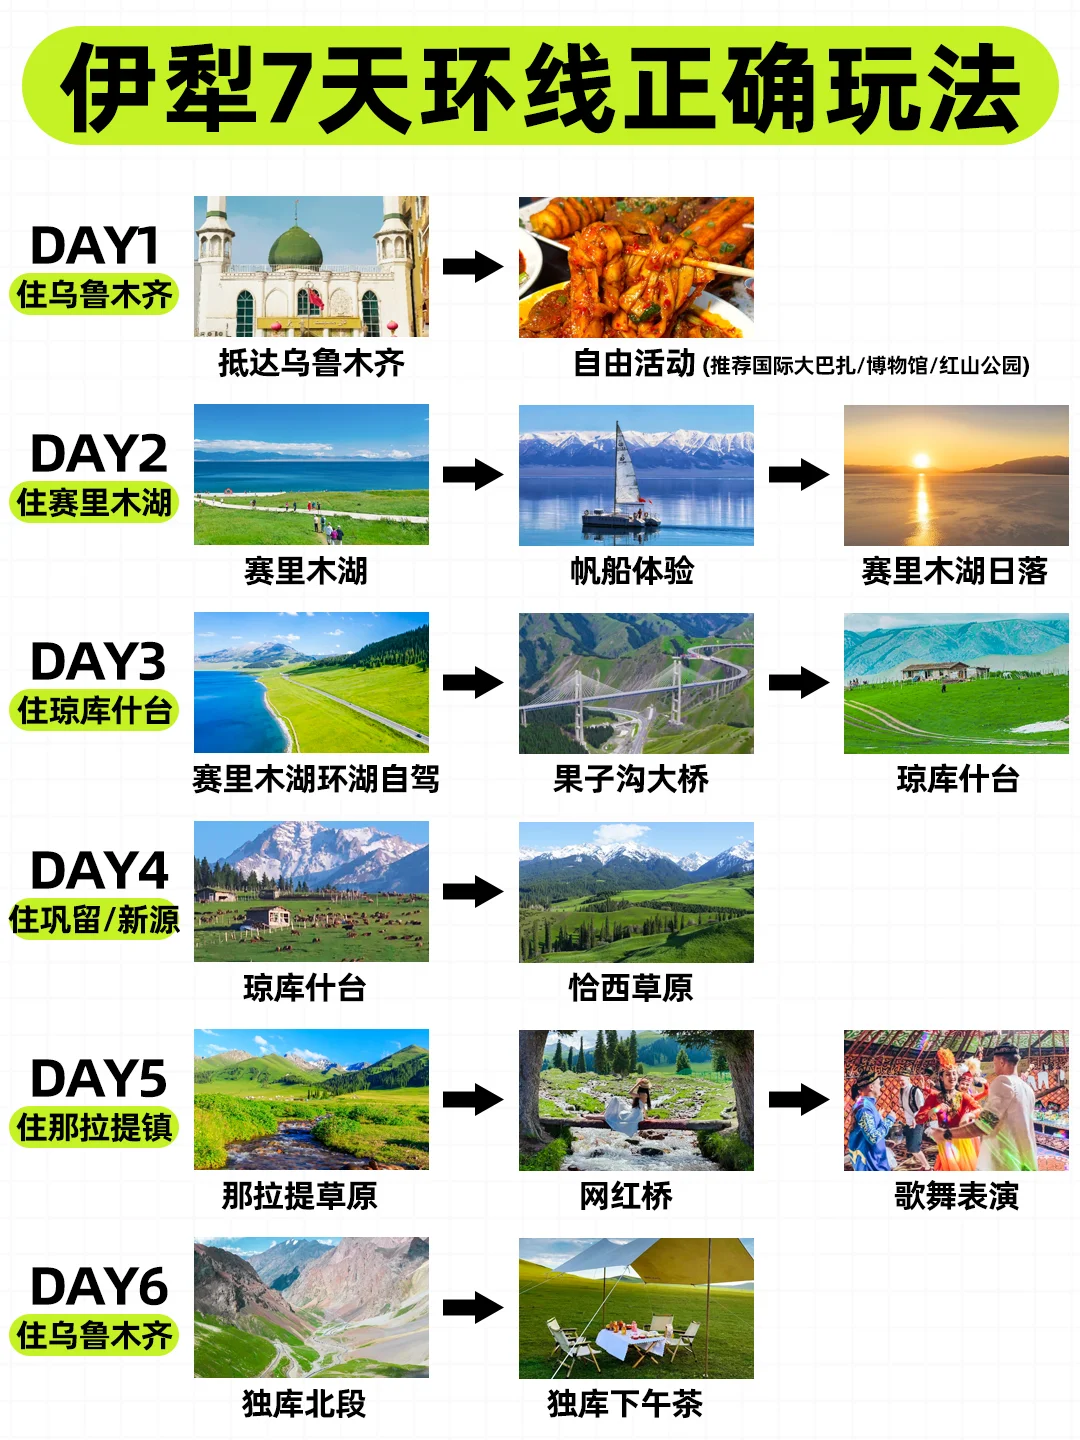 伊犁7天环线正确玩法
DAY1
住乌鲁木齐
抵达乌鲁木齐
自由活动 (推荐国际大巴扎/博物馆/红山公园)
DAY2
住赛里木湖
赛里木湖
帆船体验
赛里木湖日落
DAY3
住琼库什台
赛里木湖环湖自驾
果子沟大桥
琼库什台
DAY4
住巩留/新源
琼库什台
恰西草原
DAY5
住那拉提镇
那拉提草原
网红桥
歌舞表演
DAY6
住乌鲁木齐
独库北段
独库下午茶